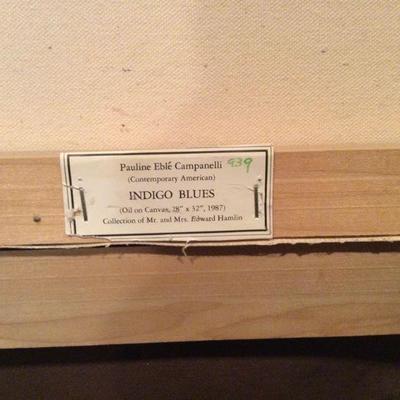 Pauline Eblé Campanelli 939
(Contemporary American)
INDIGO BLUES
(Oil on Canvas, 28" x 32", 1987)
Collection of Mr. and Mrs. Edward Hamlin